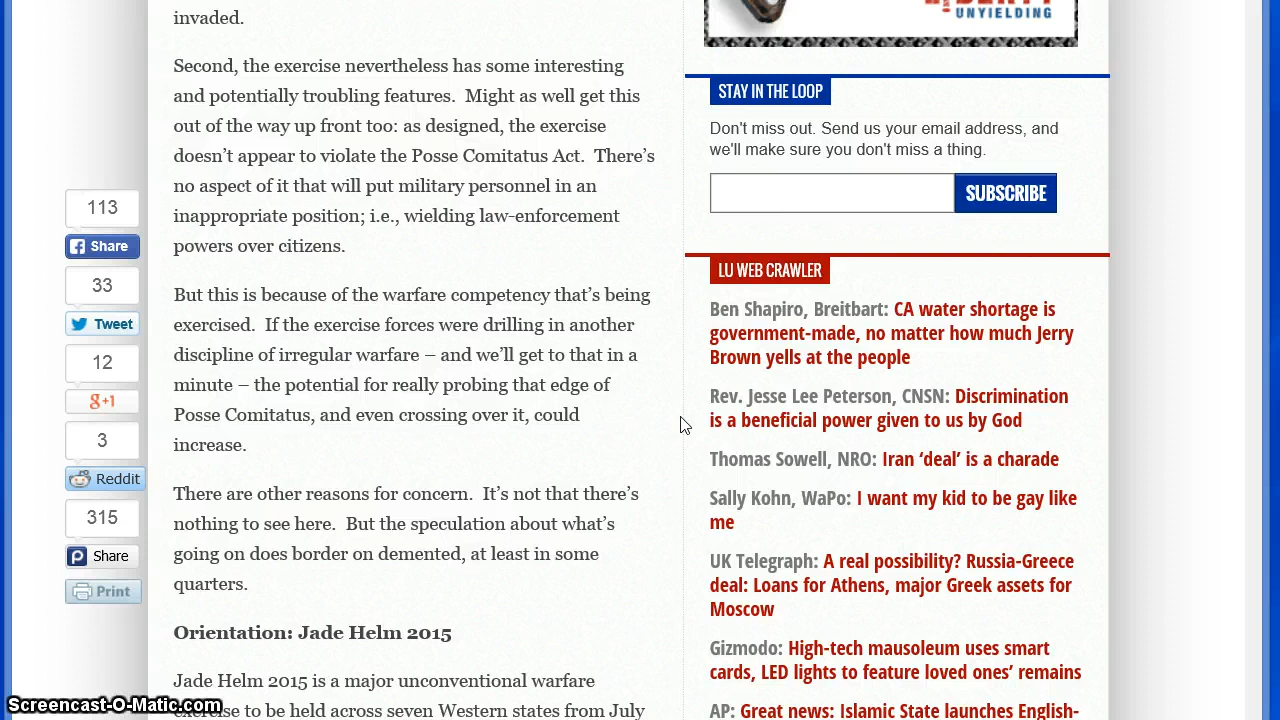 invaded.
Second, the exercise nevertheless has some interesting
and potentially troubling features.  Might as well get this
out of the way up front too: as designed, the exercise
doesn’t appear to violate the Posse Comitatus Act.  There’s
no aspect of it that will put military personnel in an
inappropriate position; i.e., wielding law-enforcement
powers over citizens.
But this is because of the warfare competency that’s being
exercised.  If the exercise forces were drilling in another
discipline of irregular warfare – and we’ll get to that in a
minute – the potential for really probing that edge of
Posse Comitatus, and even crossing over it, could
increase.
There are other reasons for concern.  It’s not that there’s
nothing to see here.  But the speculation about what’s
going on does border on demented, at least in some
quarters.
Orientation: Jade Helm 2015
Jade Helm 2015 is a major unconventional warfare
exercise to be held across seven Western states from July
113
Share
33
Tweet
12
g+1
3
Reddit
315
Share
Print
UNYIELDING
STAY IN THE LOOP
Don't miss out. Send us your email address, and
we'll make sure you don't miss a thing.
SUBSCRIBE
LU WEB CRAWLER
Ben Shapiro, Breitbart: CA water shortage is
government-made, no matter how much Jerry
Brown yells at the people
Rev. Jesse Lee Peterson, CNSN: Discrimination
is a beneficial power given to us by God
Thomas Sowell, NRO: Iran ‘deal’ is a charade
Sally Kohn, WaPo: I want my kid to be gay like
me
UK Telegraph: A real possibility? Russia-Greece
deal: Loans for Athens, major Greek assets for
Moscow
Gizmodo: High-tech mausoleum uses smart
cards, LED lights to feature loved ones’ remains
AP: Great news: Islamic State launches English-
Screencast-O-Matic.com